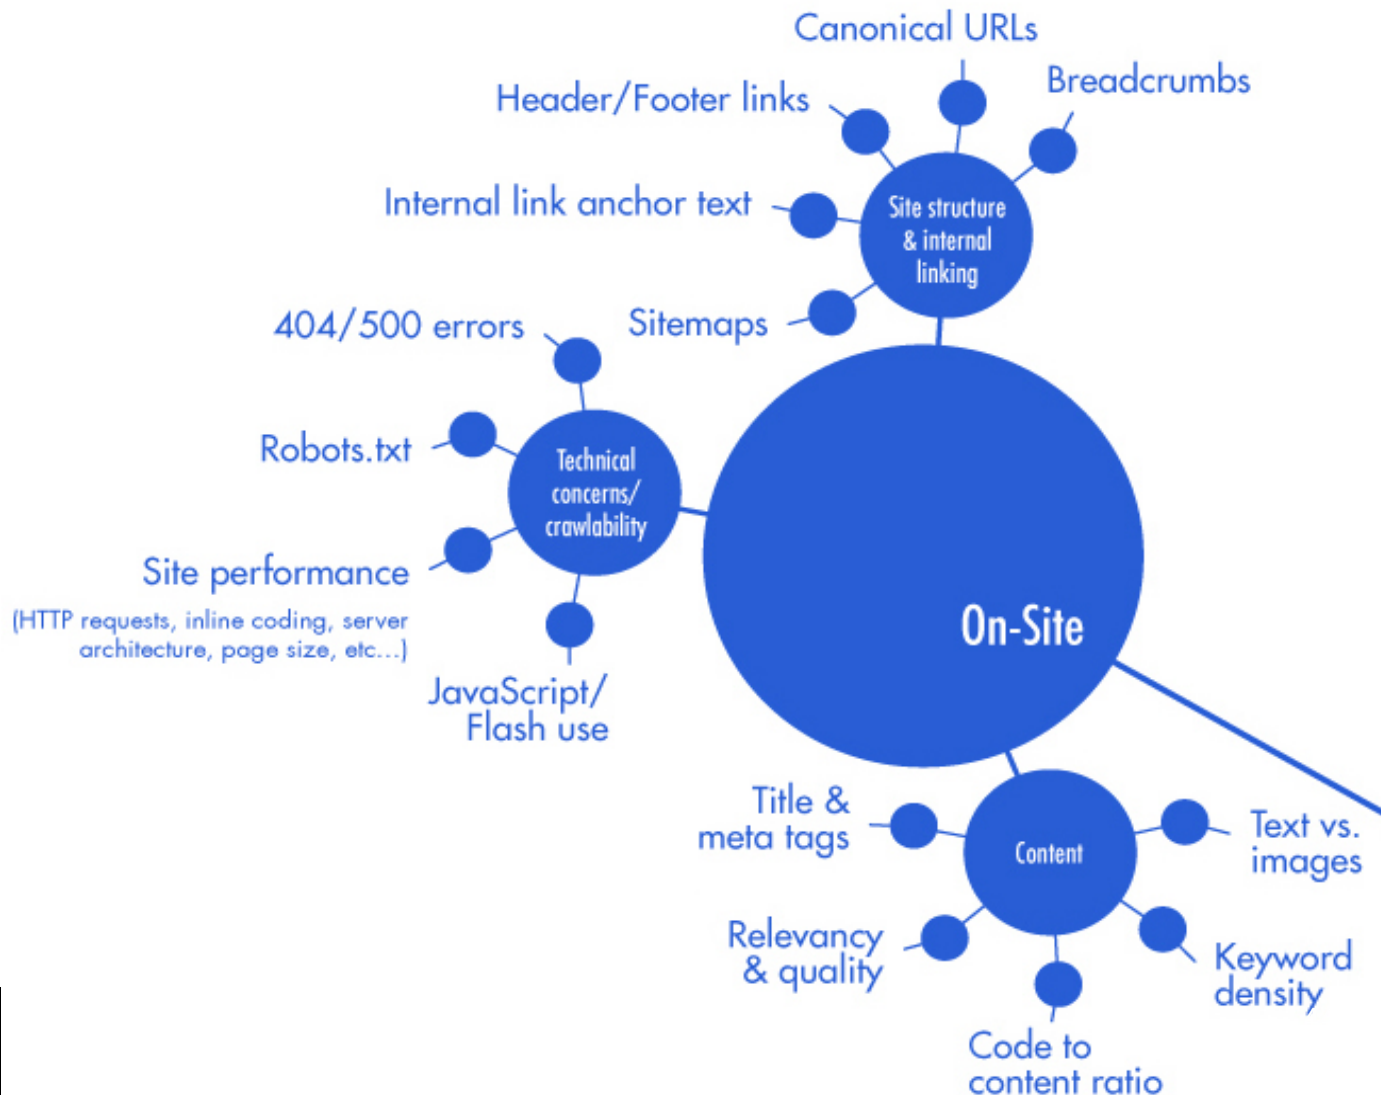 Canonical URLs
Breadcrumbs
Header/Footer links
Internal link anchor text
Site structure
& internal
linking
Sitemaps
404/500 errors
Robots.txt
Technical
concerns/
crawlability
Site performance
(HTTP requests, inline coding, server
architecture, page size, etc...)
JavaScript/
Flash use
On-Site
Title &
meta tags
Content
Text vs.
images
Relevancy
& quality
Keyword
density
Code to
content ratio